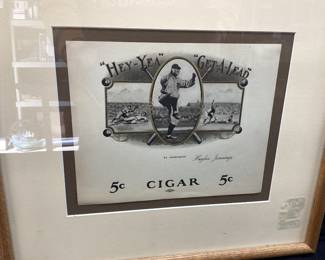 "HEY-YEA" "GET-A-LEAD"
Hughie Jennings
5c CIGAR 5c